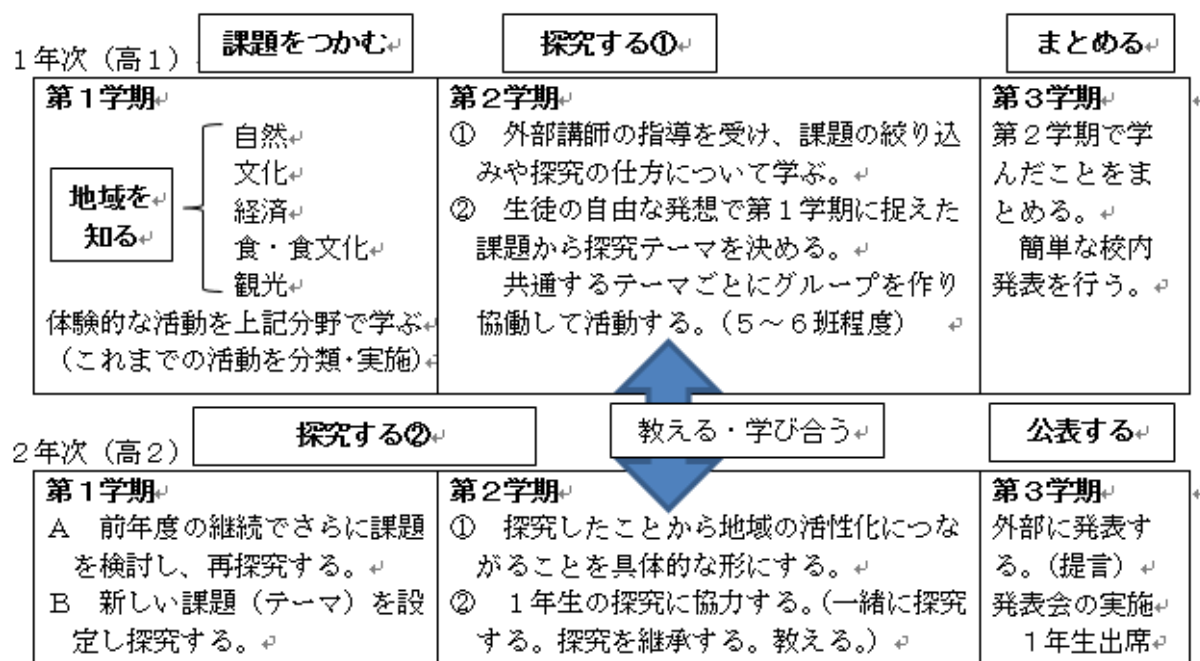 課題をつかむ
探究する①
まとめる
1年次（高1）
第1学期
自然
文化
経済
食・食文化
観光
地域を
知る
体験的な活動を上記分野で学ぶ
（これまでの活動を分類・実施）
第2学期
①　外部講師の指導を受け、課題の絞り込
みや探究の仕方について学ぶ。
②　生徒の自由な発想で第1学期に捉えた
課題から探究テーマを決める。
共通するテーマごとにグループを作り
協働して活動する。（5～6班程度）
第3学期
第2学期で学
んだことをま
とめる。
簡単な校内
発表を行う。
探究する②
教える・学び合う
公表する
2年次（高2）
第1学期
A　前年度の継続でさらに課題
を検討し、再探究する。
B　新しい課題（テーマ）を設
定し探究する。
第2学期
①　探究したことから地域の活性化につな
がることを具体的な形にする。
②　1年生の探究に協力する。（一緒に探究
する。探究を継承する。教える。）
第3学期
外部に発表す
る。（提言）
発表会の実施
1年生出席